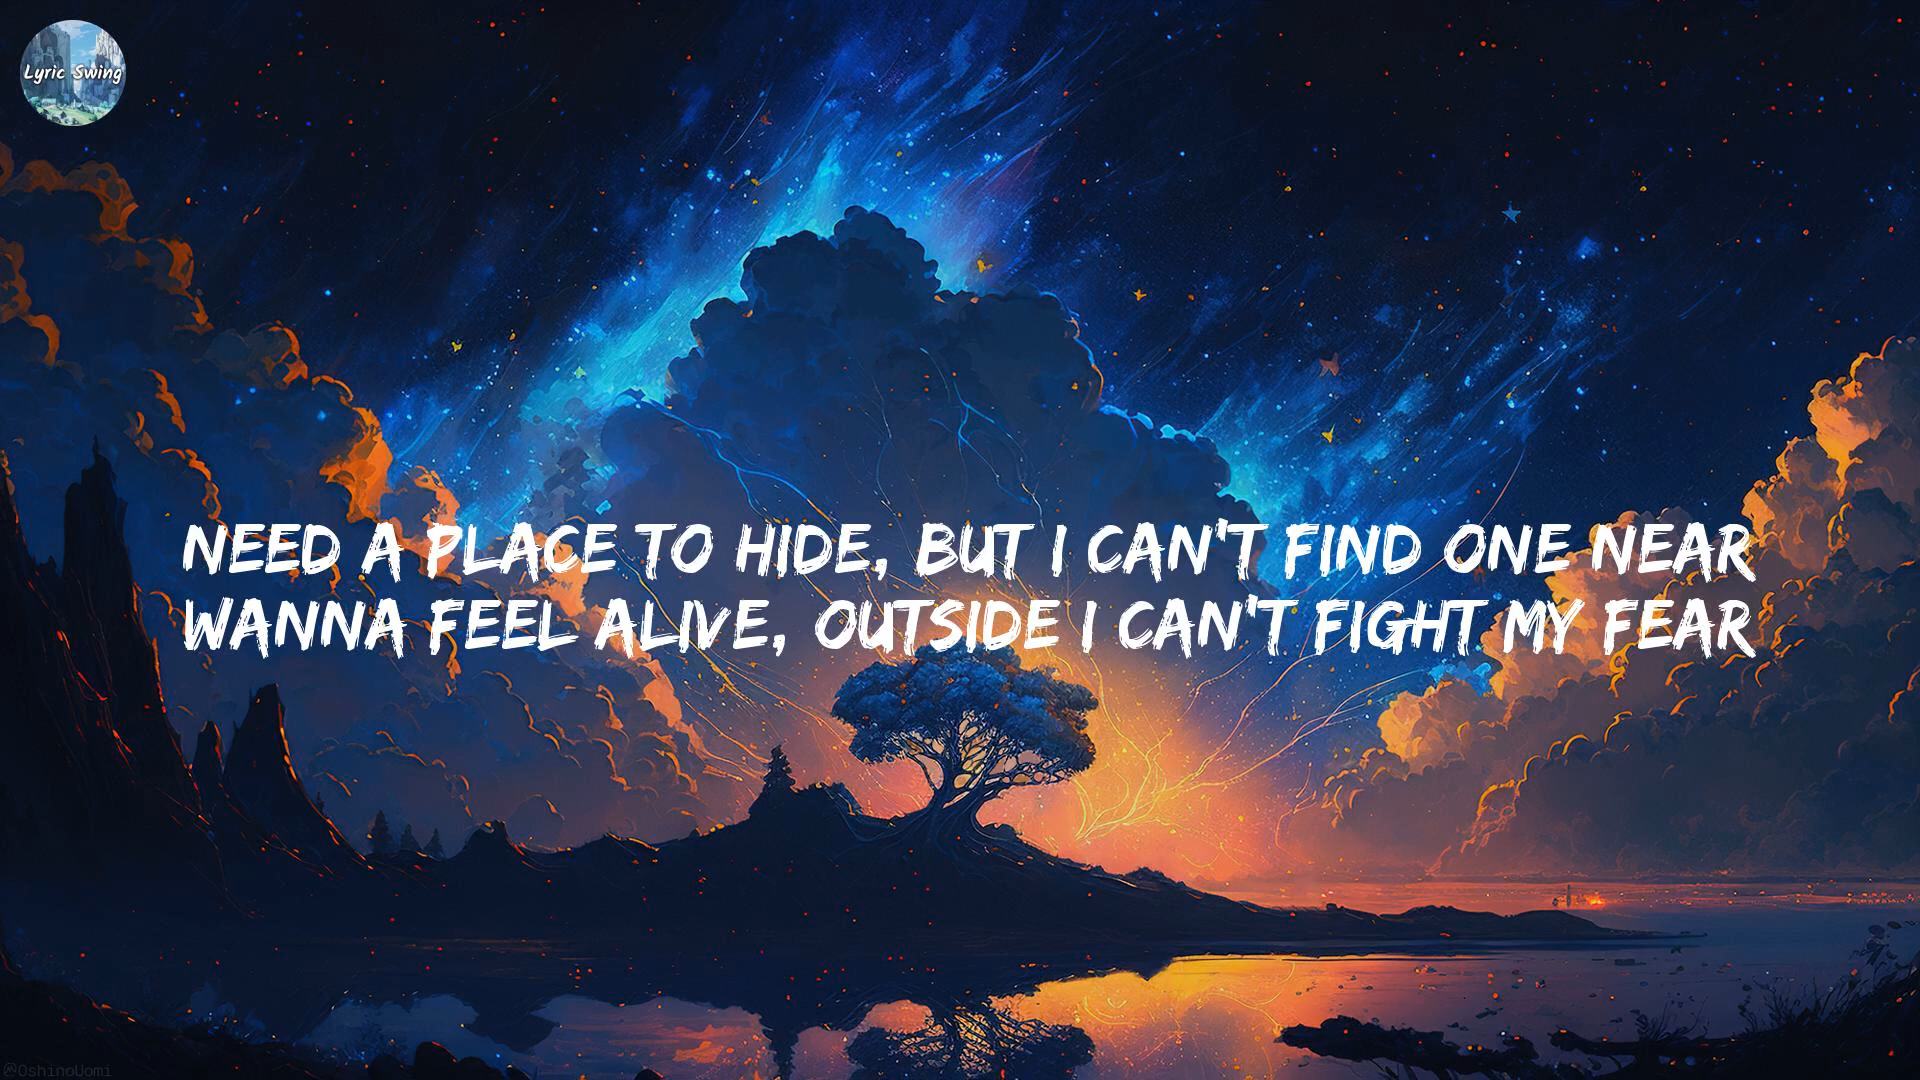 Lyric Swing
NEED A PLACE TO HIDE, BUT I CAN'T FIND ONE NEAR
WANNA FEEL ALIVE, OUTSIDE I CAN'T FIGHT MY FEAR
@OshinoUomi